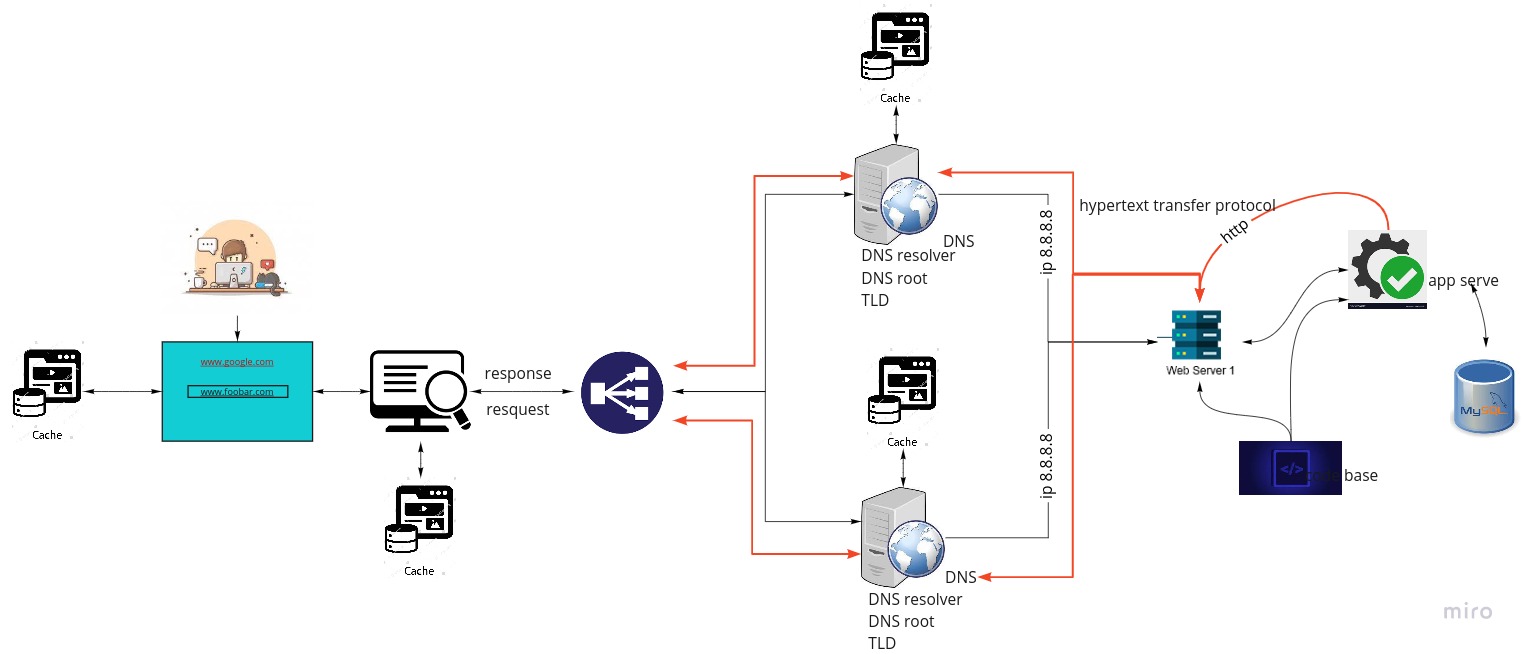 Cache
DNS
DNS resolver
DNS root
TLD
ip 8.8.8.8
hypertext transfer protocol
http
app serve
www.google.com
www.foobar.com
Cache
response
resquest
Cache
Cache
Web Server 1
MySQL
</>
base
ip 8.8.8.8
DNS
DNS resolver
DNS root
TLD
miro